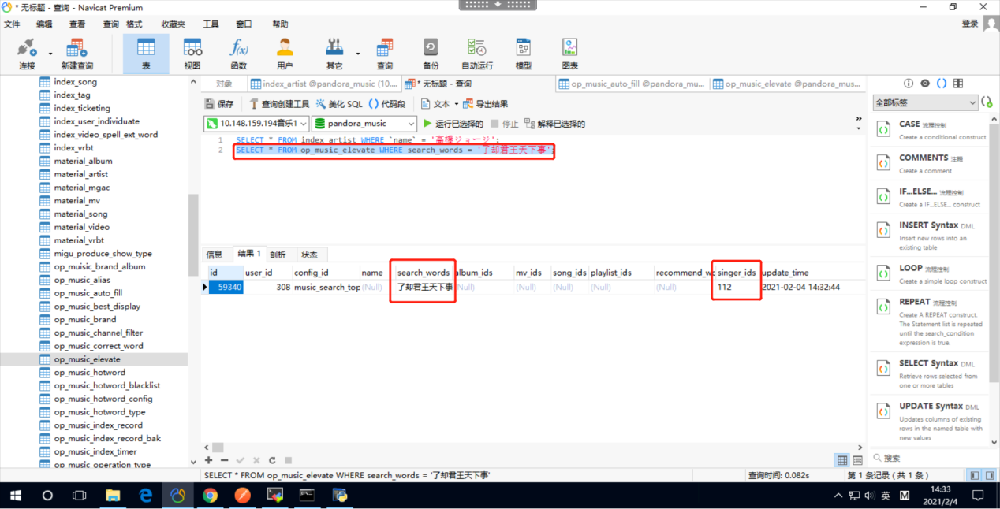 * 无标题 - 查询 - Navicat Premium
文件 编辑 查看 查询 格式 收藏夹 工具 窗口 帮助
登录
连接 新建查询 表 视图 函数 用户 其它 查询 备份 自动运行 模型 图表
对象 index_artist @pandora_music (10.... * 无标题 - 查询 op_music_auto_fill @pandora_mu... op_music_elevate @pandora_mus...
保存 查询创建工具 美化 SQL () 代码段 文本 导出结果
10.148.159.194音乐1 pandora_music 运行已选择的 停止 解释已选择的
1 SELECT * FROM index_artist WHERE `name` = '高橋ジョージ';
2 SELECT * FROM op_music_elevate WHERE search_words = '了却君王天下事';
index_song
index_tag
index_ticketing
index_user_individuate
index_video_spell_ext_word
index_vrbt
material_album
material_artist
material_mgac
material_mv
material_song
material_video
material_vrbt
migu_produce_show_type
op_muisic_brand_album
op_music_alias
op_music_auto_fill
op_music_best_display
op_music_brand
op_music_channel_filter
op_music_correct_word
op_music_elevate
op_music_hotword
op_music_hotword_blacklist
op_music_hotword_config
op_music_hotword_type
op_music_index_record
op_music_index_record_bak
op_music_index_timer
op_music_operation_type
信息 结果 1 剖析 状态
id user_id config_id name search_words album_ids mv_ids song_ids playlist_ids recommend_wo singer_ids update_time
59340 308 music_search_top (Null) 了却君王天下事 (Null) (Null) (Null) (Null) (Null) 112 2021-02-04 14:32:44
全部标签
CASE 流程控制
Create a conditional construct
COMMENTS 注释
Create a comment
IF...ELSE... 流程控制
Create a IF...ELSE... construct
INSERT Syntax DML
Insert new rows into an
existing table
LOOP 流程控制
Create a simple loop construct
REPEAT 流程控制
Create A REPEAT construct.
The Statement list is repeated
until the search_condition
expression is true.
SELECT Syntax DML
Retrieve rows selected from
one or more tables
UPDATE Syntax DML
Updates columns of existing
rows in the named table with
new values
搜索
SELECT * FROM op_music_elevate WHERE search_words = '了却君王天下事'
查询时间: 0.082s
第 1 条记录 (共 1 条)
英 M
14:33
2021/2/4